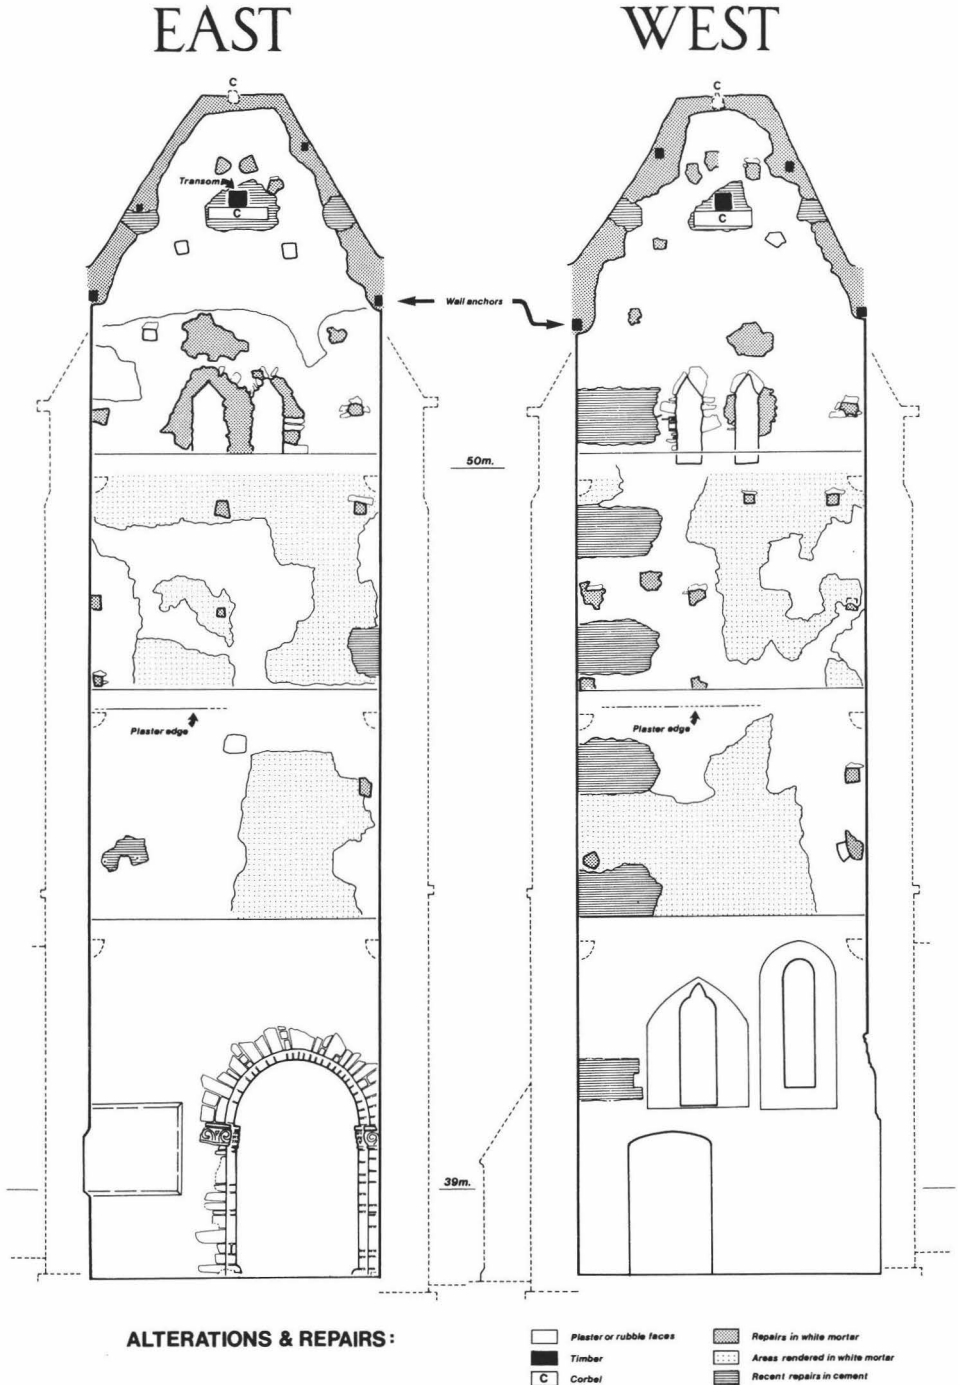 EAST WEST
C C
Transom
C C
Wall anchors
50m.
Plaster edge Plaster edge
39m.
ALTERATIONS & REPAIRS:
Plaster or rubble faces Repairs in white mortar
Timber Areas rendered in white mortar
C Corbel Recent repairs in cement